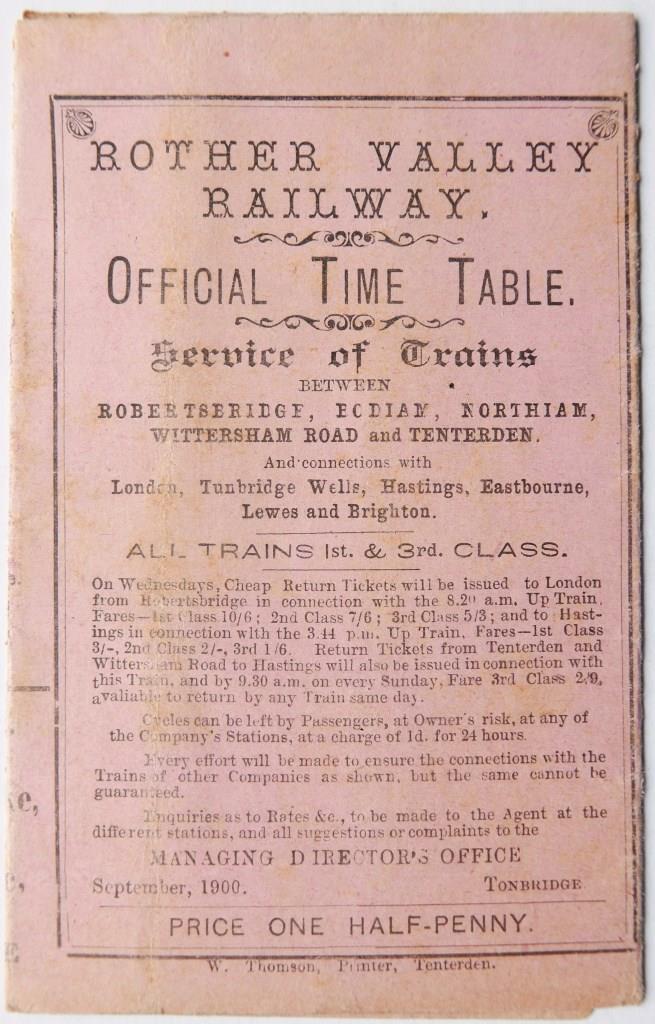 ROTHER VALLEY
RAILWAY.
OFFICIAL TIME TABLE.
Service of Trains
BETWEEN
ROBERTSBRIDGE, BODIAM, NORTHIAM,
WITTERSHAM ROAD and TENTERDEN.
And connections with
London, Tunbridge Wells, Hastings, Eastbourne,
Lewes and Brighton.
ALL TRAINS 1st. & 3rd. CLASS.
On Wednesdays, Cheap Return Tickets will be issued to London
from Robertsbridge in connection with the 8.20 a.m. Up Train,
Fares—1st Class 10/6; 2nd Class 7/6; 3rd Class 5/3; and to Hast-
ings in connection with the 3.44 p.m. Up Train, Fares—1st Class
3/-, 2nd Class 2/-, 3rd 1/6. Return Tickets from Tenterden and
Wittersham Road to Hastings will also be issued in connection with
this Train, and by 9.30 a.m. on every Sunday, Fare 3rd Class 2/9,
avaliable to return by any Train same day.
Cycles can be left by Passengers, at Owner's risk, at any of
the Company's Stations, at a charge of 1d. for 24 hours.
Every effort will be made to ensure the connections with the
Trains of other Companies as shown, but the same cannot be
guaranteed.
Enquiries as to Rates &c., to be made to the Agent at the
different stations, and all suggestions or complaints to the
MANAGING DIRECTOR'S OFFICE
September, 1900. TONBRIDGE
PRICE ONE HALF-PENNY.
W. Thomson, Printer, Tenterden.